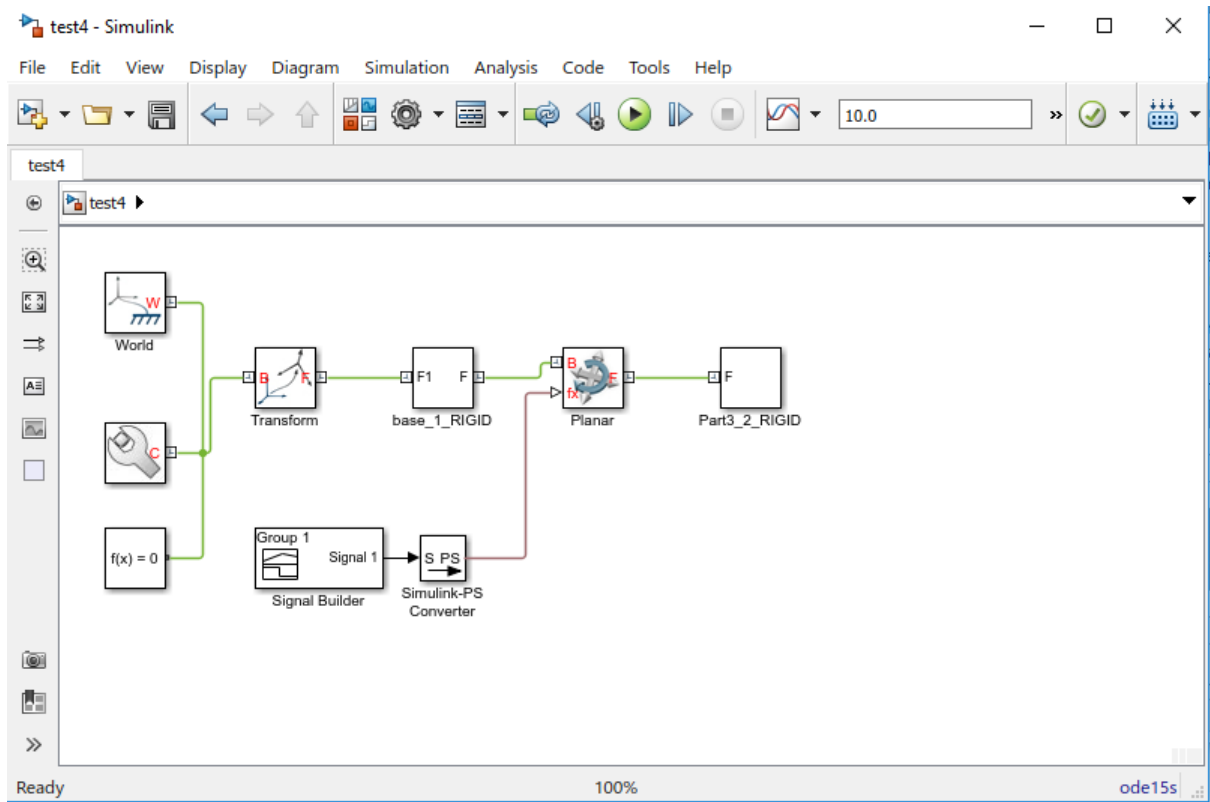 test4 - Simulink
File Edit View Display Diagram Simulation Analysis Code Tools Help
10.0
test4
test4
W
World
B F
Transform
F1 F
base_1_RIGID
B
F
fx
Planar
F
Part3_2_RIGID
C
f(x) = 0
Group 1
Signal 1
Signal Builder
S PS
Simulink-PS
Converter
Ready 100% ode15s